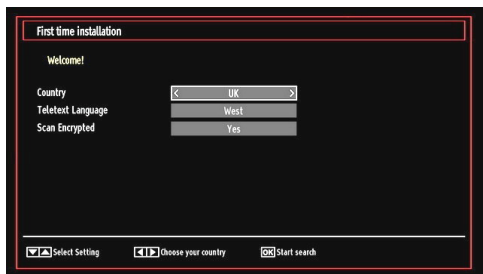 First time installation
Welcome!
Country < UK >
Teletext Language West
Scan Encrypted Yes
Select Setting Choose your country OK Start search